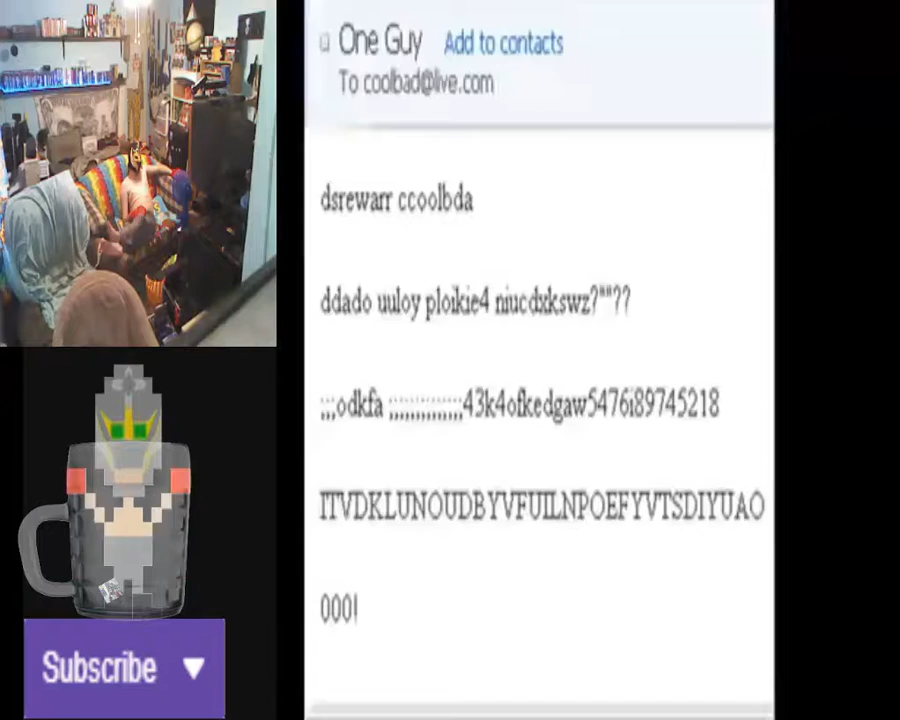 One Guy Add to contacts
To coolbad@live.com
dsrewarr ccoolbda
ddado uuloy ploikie4 niucdxkswz?""??
;;;odkfa ;;;;;;;;;;;;;43k4ofkedgaw5476i89745218
ITVDKLUNOUDBYVFUILNPOEFYVTSDIYUAO
000!
Subscribe